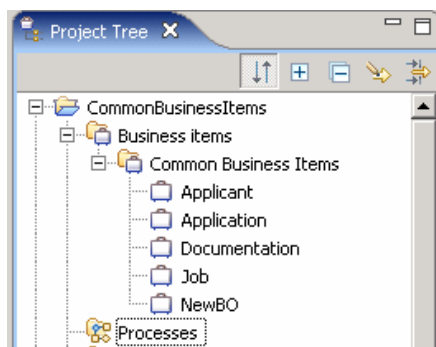 Project Tree
CommonBusinessItems
Business items
Common Business Items
Applicant
Application
Documentation
Job
NewBO
Processes